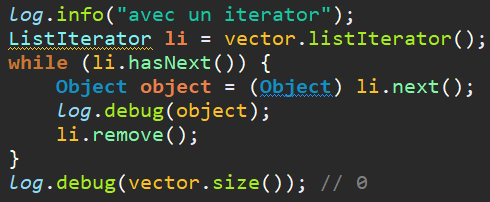 log.info("avec un iterator");
ListIterator li = vector.listIterator();
while (li.hasNext()) {
    Object object = (Object) li.next();
    log.debug(object);
    li.remove();
}
log.debug(vector.size()); // 0